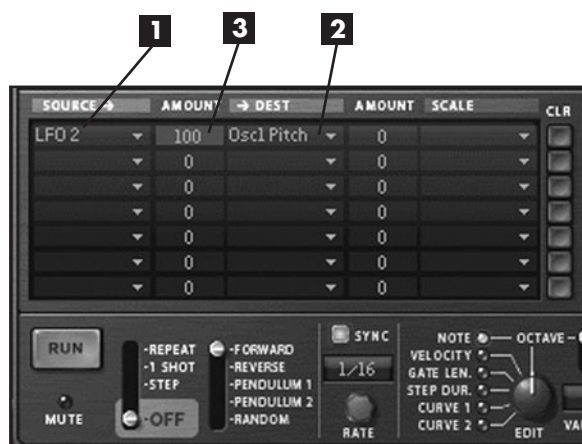 1 3 2
SOURCE → AMOUNT → DEST AMOUNT SCALE CLR
LFO 2 100 Osc1 Pitch 0
0 0
0 0
0 0
0 0
0 0
0 0
RUN
MUTE
-REPEAT
-1 SHOT
-STEP
-OFF
-FORWARD
-REVERSE
-PENDULUM 1
-PENDULUM 2
-RANDOM
SYNC
1/16
RATE
NOTE
VELOCITY
GATE LEN.
STEP DUR.
CURVE 1
CURVE 2
OCTAVE
EDIT
VA